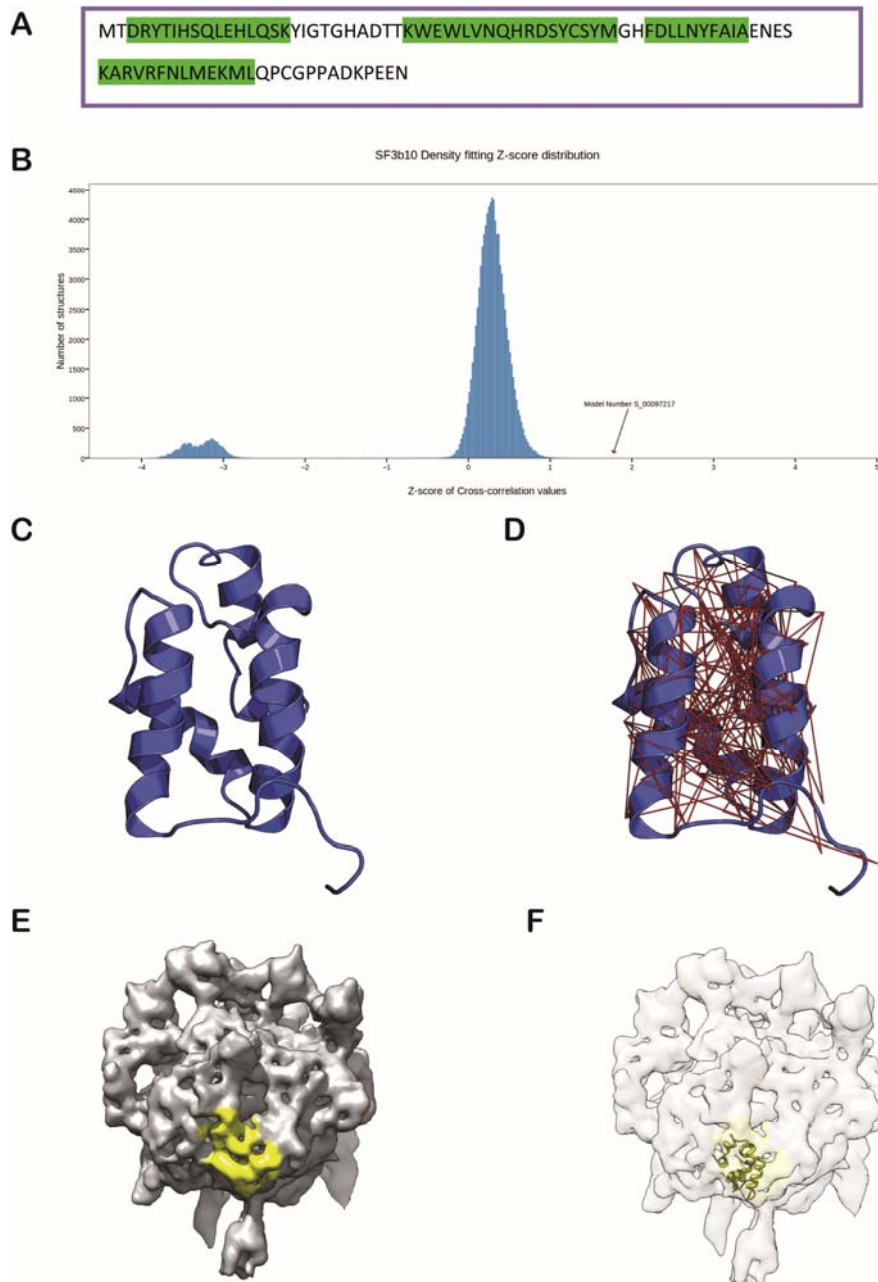 A
MTDRYTIHSQLEHLQSKYIGTGHADTTKWEWLVNQHRDSYCSYMGHFDLLNYFAIAENES
KARVRFNLMEKMLQPCGPPADKPEEN
B
SF3b10 Density fitting Z-score distribution
4500
4000
3500
3000
2500
2000
1500
1000
500
0
Number of structures
Model Number S_00097217
−4 −3 −2 −1 0 1 2 3 4 5
Z-score of Cross-correlation values
C D
E F